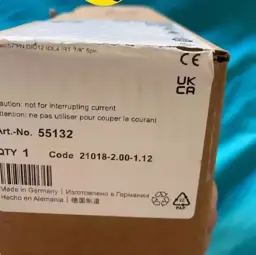 CE
UK
CA
caution: not for interrupting current
attention: ne pas utiliser pour couper le courant
Art.-No. 55132
QTY 1 Code 21018-2.00-1.12
Made in Germany | Изготовлено в Германии
Hecho en Alemania | 德国制造
PAP